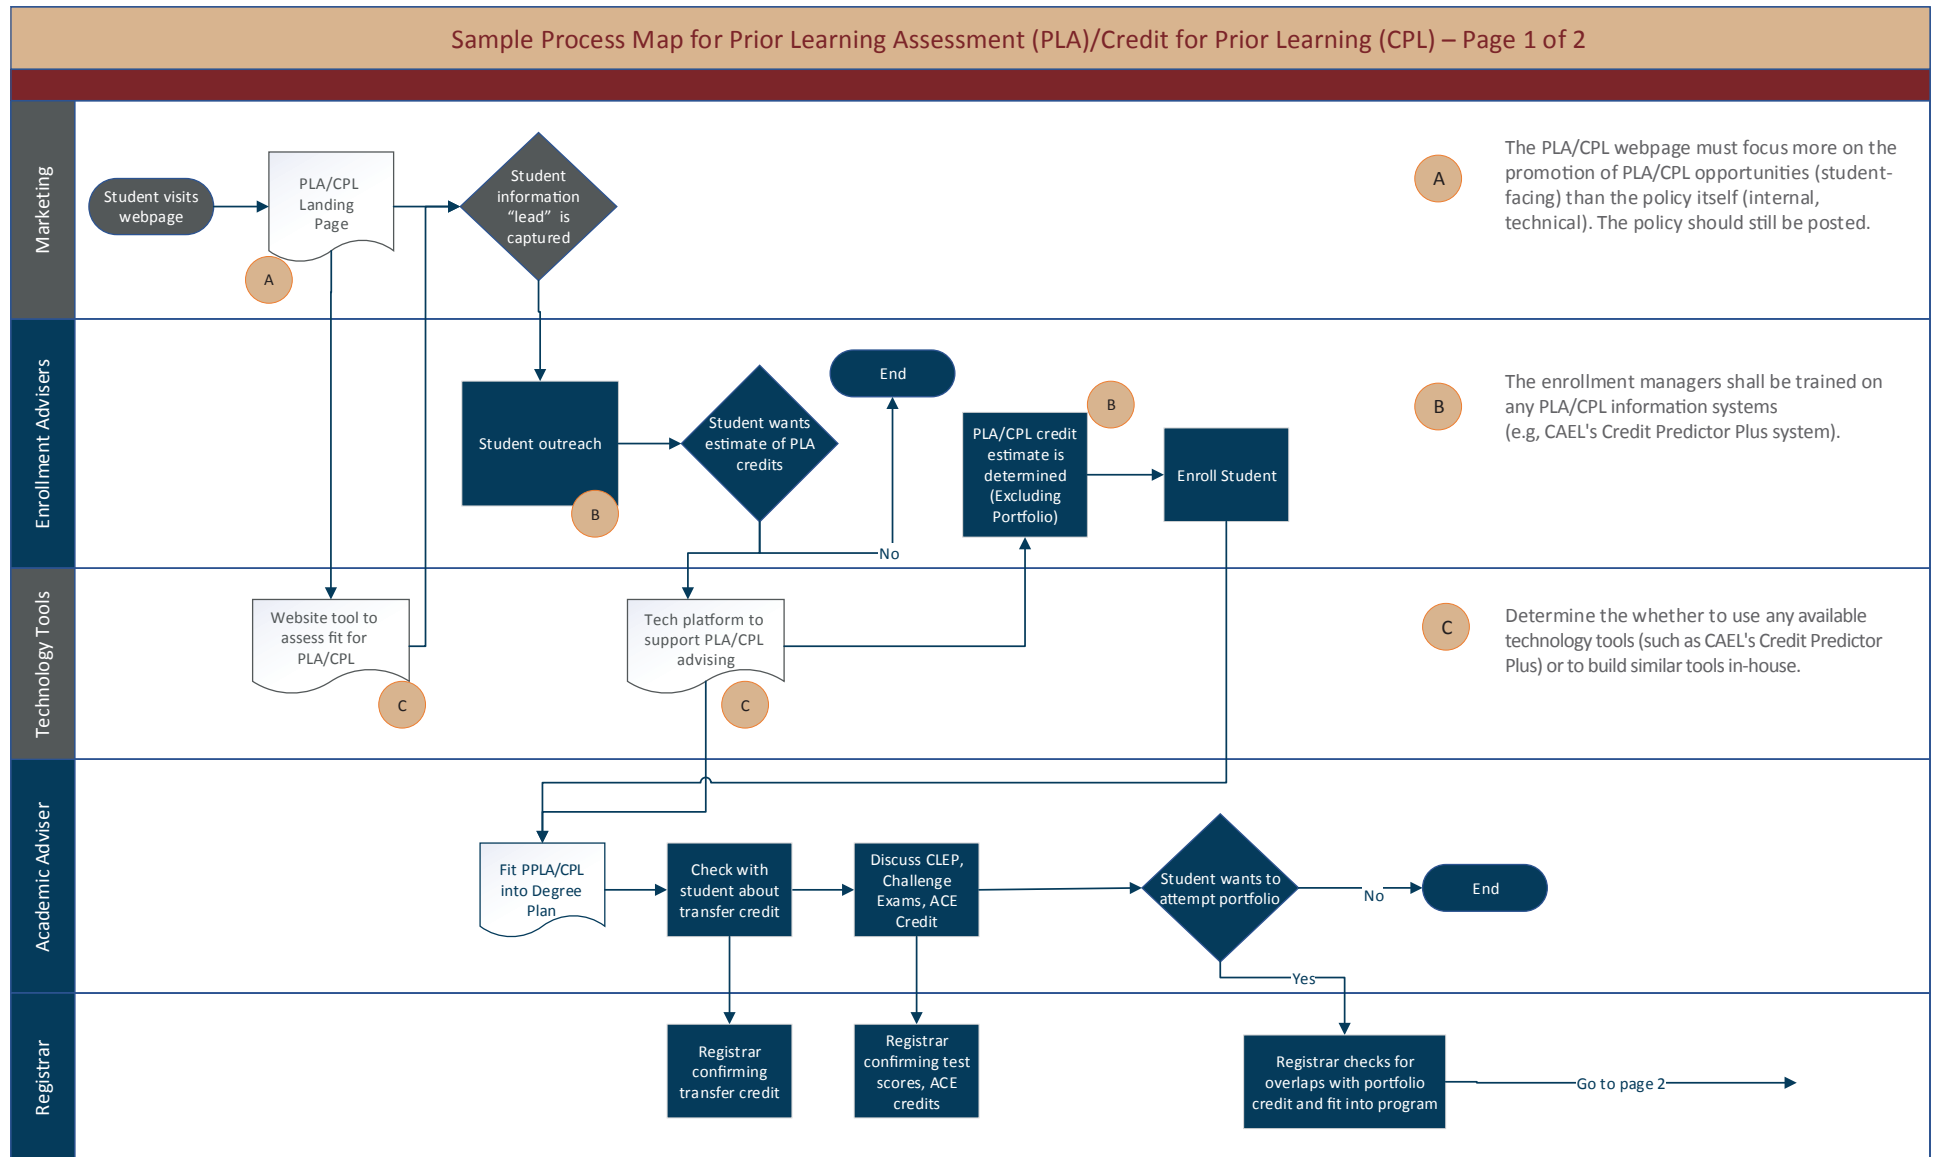 Sample Process Map for Prior Learning Assessment (PLA)/Credit for Prior Learning (CPL) – Page 1 of 2
Marketing
Student visits
webpage
PLA/CPL
Landing
Page
A
Student
information
“lead” is
captured
A
The PLA/CPL webpage must focus more on the
promotion of PLA/CPL opportunities (student-
facing) than the policy itself (internal,
technical). The policy should still be posted.
Enrollment Advisers
Student outreach
B
Student wants
estimate of PLA
credits
No
End
PLA/CPL credit
estimate is
determined
(Excluding
Portfolio)
B
Enroll Student
B
The enrollment managers shall be trained on
any PLA/CPL information systems
(e.g, CAEL's Credit Predictor Plus system).
Technology Tools
Website tool to
assess fit for
PLA/CPL
C
Tech platform to
support PLA/CPL
advising
C
C
Determine the whether to use any available
technology tools (such as CAEL's Credit Predictor
Plus) or to build similar tools in-house.
Academic Adviser
Fit PPLA/CPL
into Degree
Plan
Check with
student about
transfer credit
Discuss CLEP,
Challenge
Exams, ACE
Credit
Student wants to
attempt portfolio
No
End
Yes
Registrar
Registrar
confirming
transfer credit
Registrar
confirming test
scores, ACE
credits
Registrar checks for
overlaps with portfolio
credit and fit into program
Go to page 2